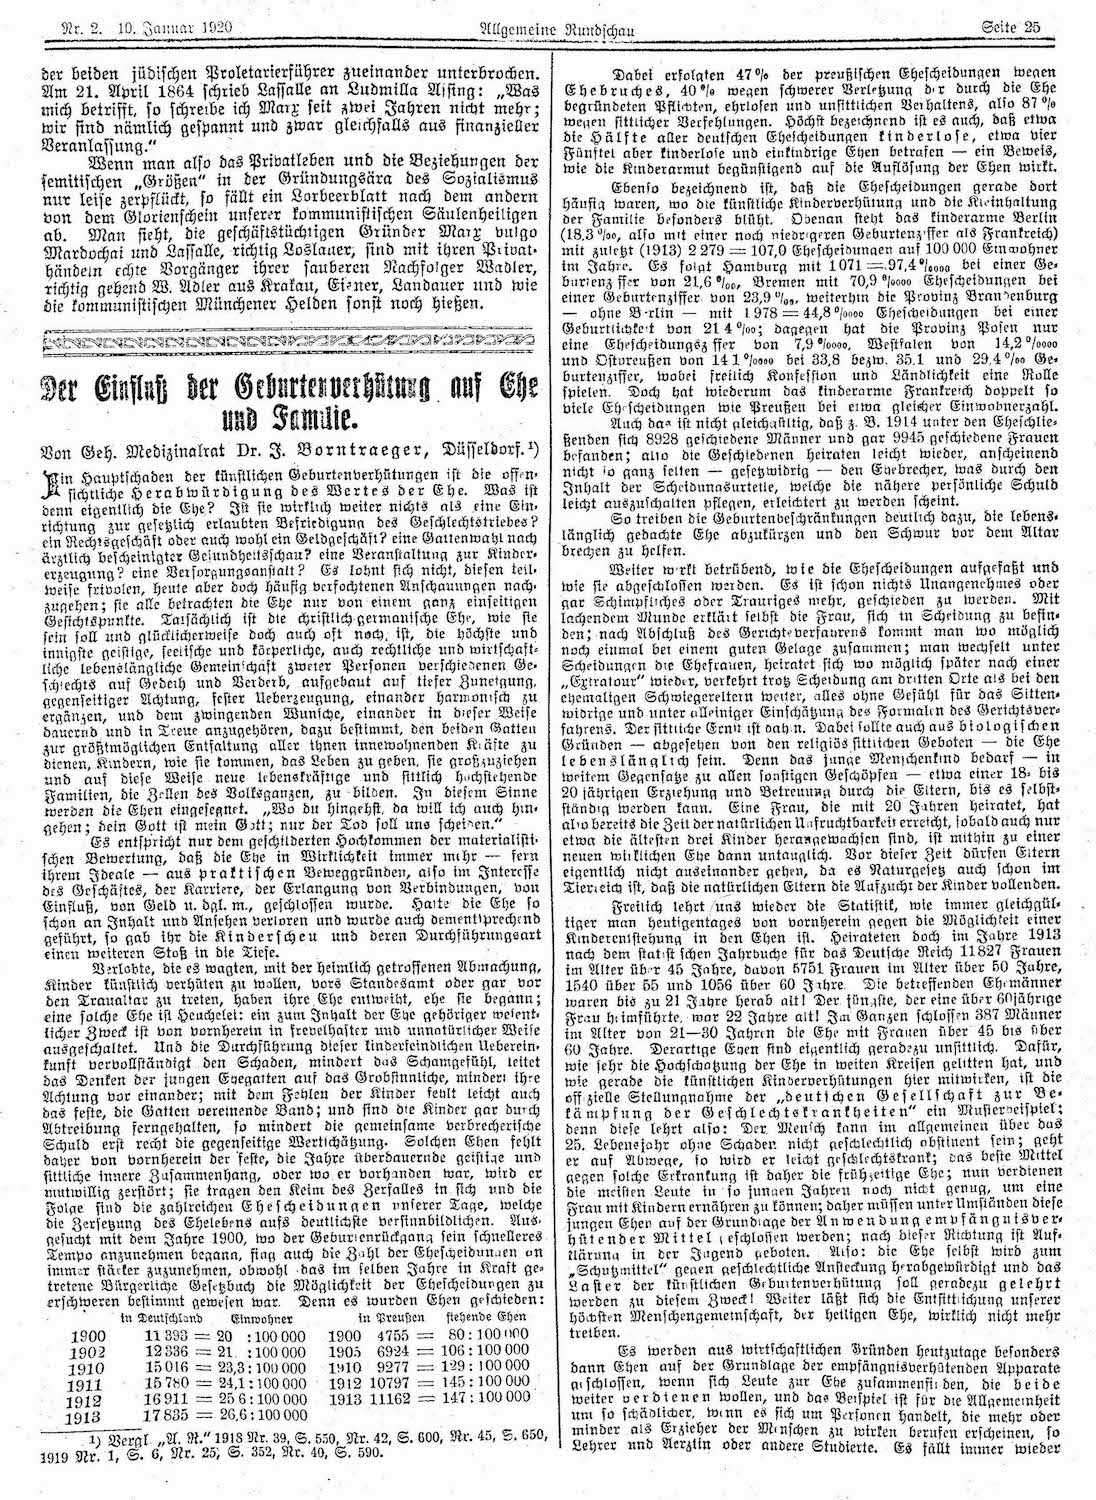 Nr. 2. 10. Januar 1920
Allgemeine Rundschau
Seite 25
der beiden jüdischen Proletarierführer zueinander unterbrochen.
Am 21. April 1864 schrieb Lassalle an Ludmilla Assing: „Was
mich betrifft, so schreibe ich Marx seit zwei Jahren nicht mehr;
wir sind nämlich gespannt und zwar gleichfalls aus finanzieller
Veranlassung.“
Wenn man also das Privatleben und die Beziehungen der
semitischen „Größen“ in der Gründungsära des Sozialismus
nur leise zerpflückt, so fällt ein Lorbeerblatt nach dem andern
von dem Glorienschein unserer kommunistischen Säulenheiligen
ab. Man sieht, die geschäftstüchtigen Gründer Marx vulgo
Mardochai und Lassalle, richtig Loslauer, sind mit ihren Privat-
händeln echte Vorgänger ihrer sauberen Nachfolger Wadler,
richtig gehend W. Adler aus Krakau, Eisner, Landauer und wie
die kommunistischen Münchener Helden sonst noch hießen.
Der Einfluß der Geburtenverhütung auf Ehe
und Familie.
Von Geh. Medizinalrat Dr. J. Borntraeger, Düsseldorf.¹)
Ein Hauptschaden der künstlichen Geburtenverhütungen ist die offen-
sichtliche Herabwürdigung des Wertes der Ehe. Was ist
denn eigentlich die Ehe? Ist sie wirklich weiter nichts als eine Ein-
richtung zur gesetzlich erlaubten Befriedigung des Geschlechtstriebes?
ein Rechtsgeschäft oder auch wohl ein Geldgeschäft? eine Gattenwahl nach
ärztlich bescheinigter Gesundheitsschau? eine Veranstaltung zur Kinder-
erzeugung? eine Versorgungsanstalt? Es lohnt sich nicht, diesen teil-
weise frivolen, heute aber doch häufig verfochtenen Anschauungen nach-
zugehen; sie alle betrachten die Ehe nur von einem ganz einseitigen
Gesichtspunkte. Tatsächlich ist die christlich-germanische Ehe, wie sie
sein soll und glücklicherweise doch auch oft noch ist, die höchste und
innigste geistige, seelische und körperliche, auch rechtliche und wirtschaft-
liche lebenslängliche Gemeinschaft zweier Personen verschiedenen Ge-
schlechts auf Gedeih und Verderb, aufgebaut auf tiefer Zuneigung,
gegenseitiger Achtung, fester Ueberzeugung, einander harmonisch zu
ergänzen, und dem zwingenden Wunsche, einander in dieser Weise
dauernd und in Treue anzugehören, dazu bestimmt, den beiden Gatten
zur größtmöglichen Entfaltung aller ihnen innewohnenden Kräfte zu
dienen, Kindern, wie sie kommen, das Leben zu geben, sie großzuziehen
und auf diese Weise neue lebenskräftige und sittlich hochstehende
Familien, die Zellen des Volksganzen, zu bilden. In diesem Sinne
werden die Ehen eingesegnet. „Wo du hingehst, da will ich auch hin-
gehen; dein Gott ist mein Gott; nur der Tod soll uns scheiden.“
Es entspricht nur dem geschilderten Hochkommen der materialisti-
schen Bewertung, daß die Ehe in Wirklichkeit immer mehr — fern
ihrem Ideale — aus praktischen Beweggründen, also im Interesse
des Geschäftes, der Karriere, der Erlangung von Verbindungen, von
Einfluß, von Geld u. dgl. m., geschlossen wurde. Hatte die Ehe so
schon an Inhalt und Ansehen verloren und wurde auch dementsprechend
geführt, so gab ihr die Kinderscheu und deren Durchführungsart
einen weiteren Stoß in die Tiefe.
Verlobte, die es wagten, mit der heimlich getroffenen Abmachung,
Kinder künstlich verhüten zu wollen, vors Standesamt oder gar vor
den Traualtar zu treten, haben ihre Ehe entweiht, ehe sie begann;
eine solche Ehe ist Heuchelei: ein zum Inhalt der Ehe gehöriger wesent-
licher Zweck ist von vornherein in frevelhafter und unnatürlicher Weise
ausgeschaltet. Und die Durchführung dieser kinderfeindlichen Ueberein-
kunft vervollständigt den Schaden, mindert das Schamgefühl, leitet
das Denken der jungen Ehegatten auf das Grobsinnliche, mindert ihre
Achtung vor einander; mit dem Fehlen der Kinder fehlt leicht auch
das feste, die Gatten vereinende Band; und sind die Kinder gar durch
Abtreibung ferngehalten, so mindert die gemeinsame verbrecherische
Schuld erst recht die gegenseitige Wertschätzung. Solchen Ehen fehlt
daher von vornherein der feste, die Jahre überdauernde geistige und
sittliche innere Zusammenhang, oder wo er vorhanden war, wird er
mutwillig zerstört; sie tragen den Keim des Zerfalles in sich und die
Folge sind die zahlreichen Ehescheidungen unserer Tage, welche
die Zersetzung des Ehelebens aufs deutlichste versinnbildlichen. Aus-
gesucht mit dem Jahre 1900, wo der Geburtenrückgang sein schnelleres
Tempo anzunehmen begann, fing auch die Zahl der Ehescheidungen an
immer stärker zuzunehmen, obwohl das im selben Jahre in Kraft ge-
tretene Bürgerliche Gesetzbuch die Möglichkeit der Ehescheidungen zu
erschweren bestimmt gewesen war. Denn es wurden Ehen geschieden:
in Deutschland Einwohner in Preußen stehende Ehen
1900 11 393 = 20 : 100 000 1900 4755 = 80 : 100 000
1902 12 336 = 21 : 100 000 1905 6924 = 106 : 100 000
1910 15 016 = 23,3 : 100 000 1910 9277 = 129 : 100 000
1911 15 780 = 24,1 : 100 000 1912 10797 = 145 : 100 000
1912 16 911 = 25 6 : 100 000 1913 11162 = 147 : 100 000
1913 17 835 = 26,6 : 100 000
¹) Vergl. „A. R.“ 1918 Nr. 39, S. 550, Nr. 42, S. 600, Nr. 45, S. 650,
1919 Nr. 1, S. 6, Nr. 25, S. 352, Nr. 40, S. 590.
Dabei erfolgten 47 % der preußischen Ehescheidungen wegen
Ehebruches, 40 % wegen schwerer Verletzung der durch die Ehe
begründeten Pflichten, ehrlosen und unsittlichen Verhaltens, also 87 %
wegen sittlicher Verfehlungen. Höchst bezeichnend ist es auch, daß etwa
die Hälfte aller deutschen Ehescheidungen kinderlose, etwa vier
Fünftel aber kinderlose und einkindrige Ehen betrafen — ein Beweis,
wie die Kinderarmut begünstigend auf die Auflösung der Ehen wirkt.
Ebenso bezeichnend ist, daß die Ehescheidungen gerade dort
häufig waren, wo die künstliche Kinderverhütung und die Kleinhaltung
der Familie besonders blüht. Obenan steht das kinderarme Berlin
(18,3 ‰, also mit einer noch niedrigeren Geburtenziffer als Frankreich)
mit zuletzt (1913) 2 279 = 107,0 Ehescheidungen auf 100 000 Einwohner
im Jahre. Es folgt Hamburg mit 1 071 = 97,4 %000 bei einer Ge-
burtenziffer von 21,6 ‰, Bremen mit 70,9 %000 Ehescheidungen bei
einer Geburtenziffer von 23,9 ‰, weiterhin die Provinz Brandenburg
— ohne Berlin — mit 1 978 = 44,8 %000 Ehescheidungen bei einer
Geburtlichkeit von 21 4 ‰; dagegen hat die Provinz Posen nur
eine Ehescheidungsziffer von 7,9 %000, Westfalen von 14,2 %000
und Ostpreußen von 14 1 %000 bei 33,8 bezw. 35,1 und 29,4 ‰ Ge-
burtenziffer, wobei freilich Konfession und Ländlichkeit eine Rolle
spielen. Doch hat wiederum das kinderarme Frankreich doppelt so
viele Ehescheidungen wie Preußen bei etwa gleicher Einwohnerzahl.
Auch das ist nicht gleichgültig, daß z. B. 1914 unter den Eheschlie-
ßenden sich 8928 geschiedene Männer und gar 9945 geschiedene Frauen
befanden; also die Geschiedenen heiraten leicht wieder, anscheinend
nicht so ganz selten — gesetzwidrig — den Ehebrecher, was durch den
Inhalt der Scheidungsurteile, welche die nähere persönliche Schuld
leicht auszuschalten pflegen, erleichtert zu werden scheint.
So treiben die Geburtenbeschränkungen deutlich dazu, die lebens-
länglich gedachte Ehe abzukürzen und den Schwur vor dem Altar
brechen zu helfen.
Weiter wirkt betrübend, wie die Ehescheidungen aufgefaßt und
wie sie abgeschlossen werden. Es ist schon nichts Unangenehmes oder
gar Schimpfliches oder Trauriges mehr, geschieden zu werden. Mit
lachendem Munde erklärt selbst die Frau, sich in Scheidung zu befin-
den; nach Abschluß des Gerichtsverfahrens kommt man wo möglich
noch einmal bei einem guten Gelage zusammen; man wechselt unter
Scheidungen die Ehefrauen, heiratet sich wo möglich später nach einer
„Extratour“ wieder, verkehrt trotz Scheidung am dritten Orte als bei den
ehemaligen Schwiegereltern weiter, alles ohne Gefühl für das Sitten-
widrige und unter alleiniger Einschätzung des Formalen des Gerichtsver-
fahrens. Der sittliche Ernst ist dahin. Dabei sollte auch aus biologischen
Gründen — abgesehen von den religiös sittlichen Geboten — die Ehe
lebenslänglich sein. Denn das junge Menschenkind bedarf — in
weitem Gegensatze zu allen sonstigen Geschöpfen — etwa einer 18- bis
20 jährigen Erziehung und Betreuung durch die Eltern, bis es selbst-
ständig werden kann. Eine Frau, die mit 20 Jahren heiratet, hat
also bereits die Zeit der natürlichen Unfruchtbarkeit erreicht, sobald auch nur
etwa die ältesten drei Kinder herangewachsen sind, ist mithin zu einer
neuen wirklichen Ehe dann untauglich. Vor dieser Zeit dürfen Eltern
eigentlich nicht auseinander gehen, da es Naturgesetz auch schon im
Tierreich ist, daß die natürlichen Eltern die Aufzucht der Kinder vollenden.
Freilich lehrt uns wieder die Statistik, wie immer gleichgül-
tiger man heutigentages von vornherein gegen die Möglichkeit einer
Kinderentstehung in den Ehen ist. Heirateten doch im Jahre 1913
nach dem statistischen Jahrbuche für das Deutsche Reich 11 827 Frauen
im Alter über 45 Jahre, davon 5751 Frauen im Alter über 50 Jahre,
1540 über 55 und 1056 über 60 Jahre. Die betreffenden Ehemänner
waren bis zu 21 Jahre herab alt! Der jüngste, der eine über 60jährige
Frau heimführte, war 22 Jahre alt! Im Ganzen schlossen 387 Männer
im Alter von 21—30 Jahren die Ehe mit Frauen über 45 bis über
60 Jahre. Derartige Ehen sind eigentlich geradezu unsittlich. Dafür,
wie sehr die Hochschätzung der Ehe in weiten Kreisen gelitten hat, und
wie gerade die künstlichen Kinderverhütungen hier mitwirken, ist die
offizielle Stellungnahme der „deutschen Gesellschaft zur Be-
kämpfung der Geschlechtskrankheiten“ ein Musterbeispiel;
denn diese lehrt also: Der Mensch kann im allgemeinen über das
25. Lebensjahr ohne Schaden nicht geschlechtlich abstinent sein; geht
er auf Abwege, so wird er leicht geschlechtskrank; das beste Mittel
gegen solche Erkrankung ist daher die frühzeitige Ehe; nun verdienen
die meisten Leute in so jungen Jahren noch nicht genug, um eine
Frau mit Kindern ernähren zu können; daher müssen unter Umständen diese
jungen Ehen auf der Grundlage der Anwendung empfängnisver-
hütender Mittel geschlossen werden; nach dieser Richtung ist Auf-
klärung in der Jugend geboten. Also: die Ehe selbst wird zum
„Schutzmittel“ gegen geschlechtliche Ansteckung herabgewürdigt und das
Laster der künstlichen Geburtenverhütung soll geradezu gelehrt
werden zu diesem Zweck! Weiter läßt sich die Entsittlichung unserer
höchsten Menschengemeinschaft, der heiligen Ehe, wirklich nicht mehr
treiben.
Es werden aus wirtschaftlichen Gründen heutzutage besonders
dann Ehen auf der Grundlage der empfängnisverhütenden Apparate
geschlossen, wenn sich Leute zur Ehe zusammenfinden, die beide
weiter verdienen wollen, und das Beispiel ist für die Allgemeinheit
um so schädlicher, wenn es sich um Personen handelt, die mehr oder
minder als Erzieher der Menschen zu wirken berufen erscheinen, so
Lehrer und Aerztin oder andere Studierte. Es fällt immer wieder